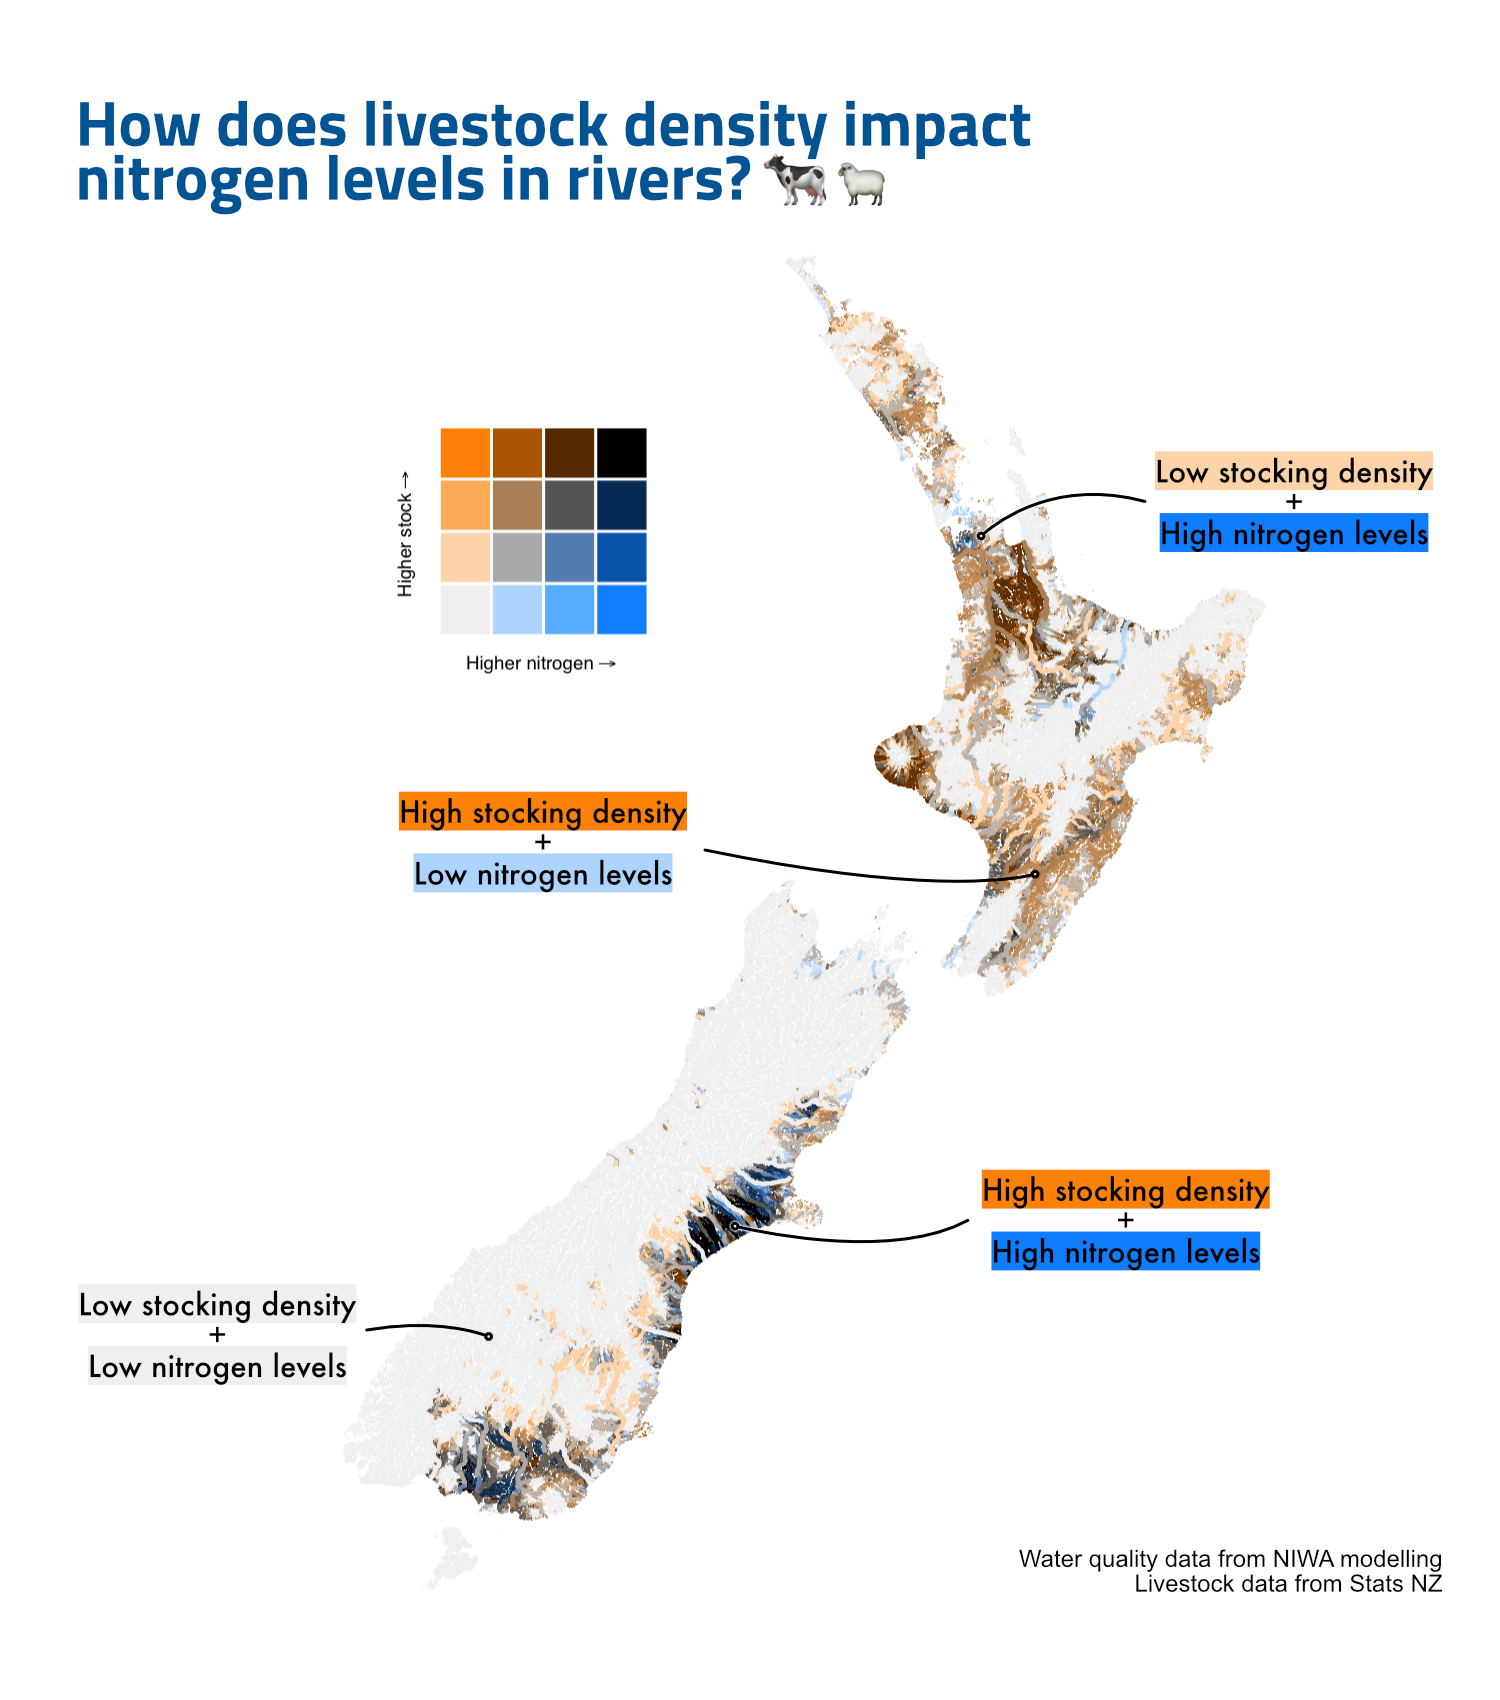 How does livestock density impact
nitrogen levels in rivers?
Higher stock →
Higher nitrogen →
Low stocking density
+
High nitrogen levels
High stocking density
+
Low nitrogen levels
High stocking density
+
High nitrogen levels
Low stocking density
+
Low nitrogen levels
Water quality data from NIWA modelling
Livestock data from Stats NZ